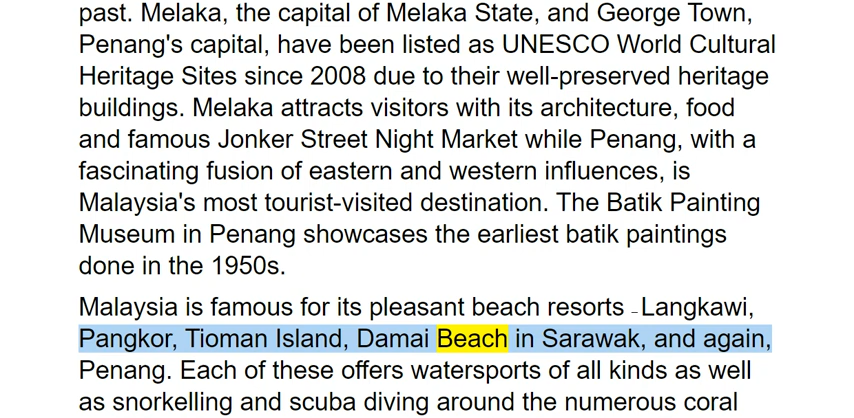 past. Melaka, the capital of Melaka State, and George Town,
Penang's capital, have been listed as UNESCO World Cultural
Heritage Sites since 2008 due to their well-preserved heritage
buildings. Melaka attracts visitors with its architecture, food
and famous Jonker Street Night Market while Penang, with a
fascinating fusion of eastern and western influences, is
Malaysia's most tourist-visited destination. The Batik Painting
Museum in Penang showcases the earliest batik paintings
done in the 1950s.
Malaysia is famous for its pleasant beach resorts - Langkawi,
Pangkor, Tioman Island, Damai Beach in Sarawak, and again,
Penang. Each of these offers watersports of all kinds as well
as snorkelling and scuba diving around the numerous coral